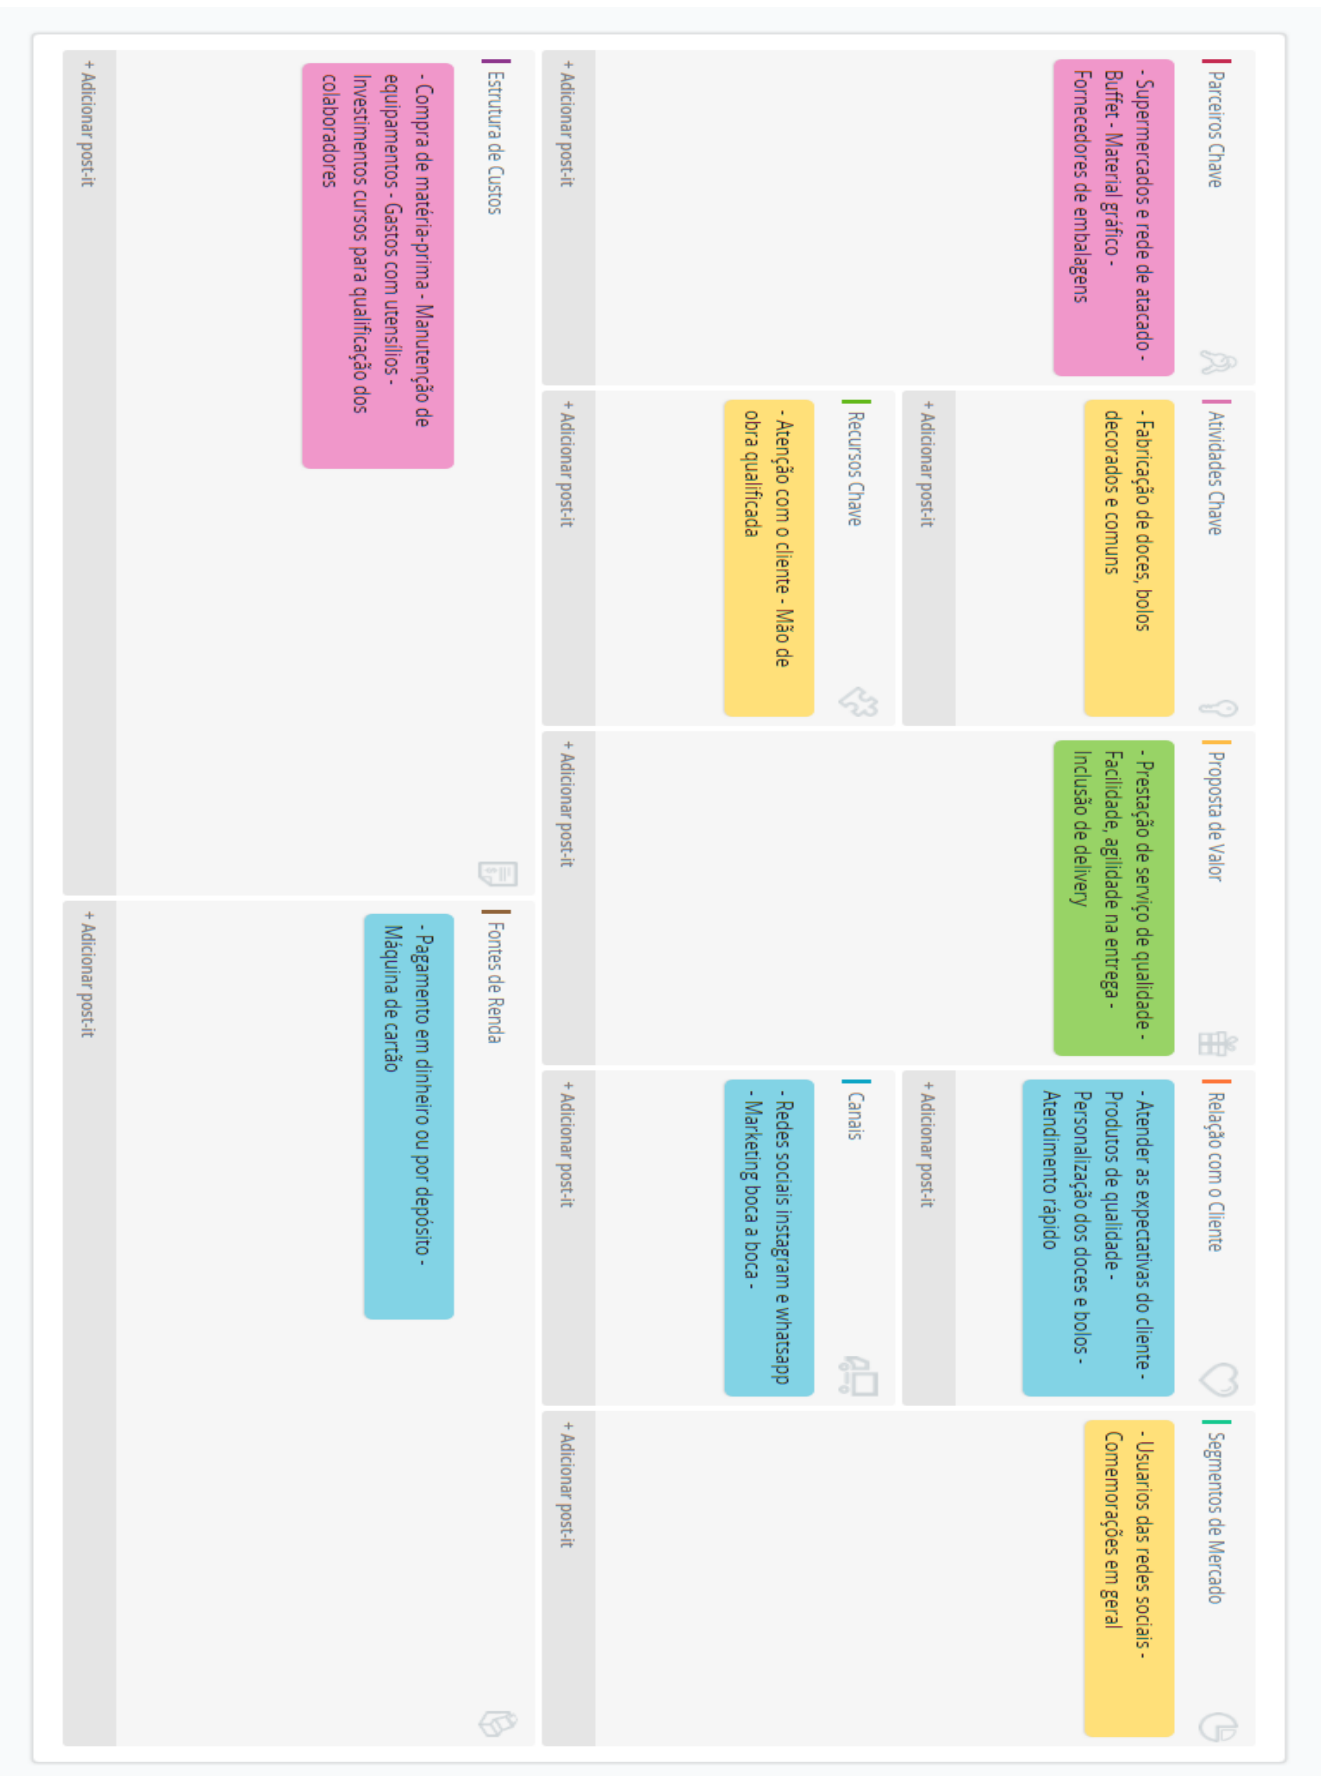 Parceiros Chave
- Supermercados e rede de atacado -
Buffet - Material gráfico -
Fornecedores de embalagens
+ Adicionar post-it
Atividades Chave
- Fabricação de doces, bolos
decorados e comuns
+ Adicionar post-it
Recursos Chave
- Atenção com o cliente - Mão de
obra qualificada
+ Adicionar post-it
Proposta de Valor
- Prestação de serviço de qualidade -
Facilidade, agilidade na entrega -
Inclusão de delivery
+ Adicionar post-it
Relação com o Cliente
- Atender as expectativas do cliente -
Produtos de qualidade -
Personalização dos doces e bolos -
Atendimento rápido
+ Adicionar post-it
Canais
- Redes sociais instagram e whatsapp
- Marketing boca a boca -
+ Adicionar post-it
Segmentos de Mercado
- Usuarios das redes sociais -
Comemorações em geral
+ Adicionar post-it
Estrutura de Custos
- Compra de matéria-prima - Manutenção de
equipamentos - Gastos com utensílios -
Investimentos cursos para qualificação dos
colaboradores
+ Adicionar post-it
Fontes de Renda
- Pagamento em dinheiro ou por depósito -
Máquina de cartão
+ Adicionar post-it